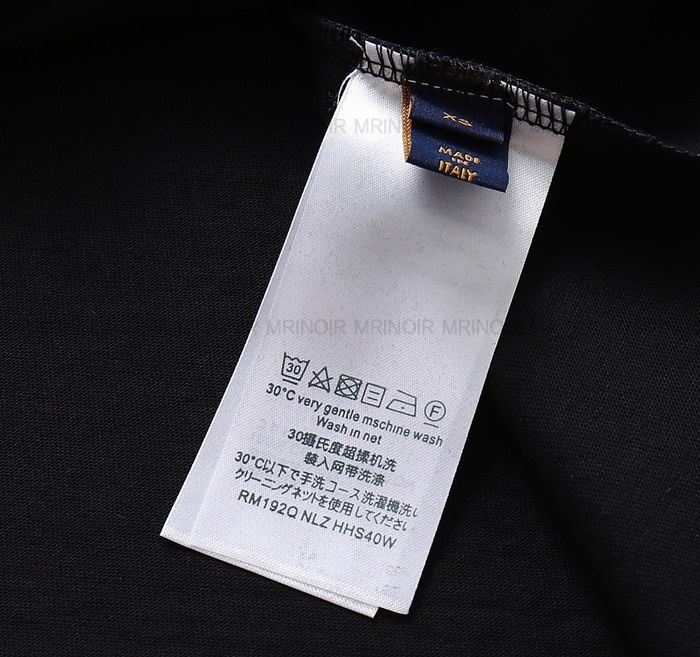 XS
MADE
IN
ITALY
MRINOIR MRINOIR MRINOIR
30
F
30°C very gentle mschine wash
Wash in net
30摄氏度超揉机洗
装入网带洗涤
30°C以下で手洗コース洗濯機洗い
クリーニングネットを使用してください
RM192Q NLZ HHS40W